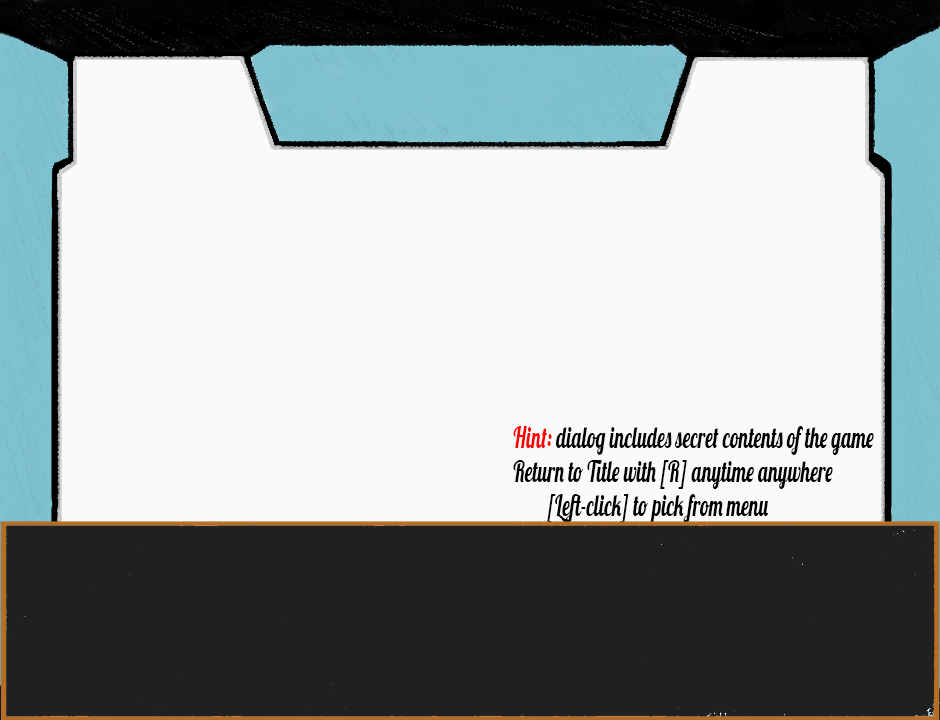 Hint: dialog includes secret contents of the game
Return to Title with [R] anytime anywhere
[Left-click] to pick from menu